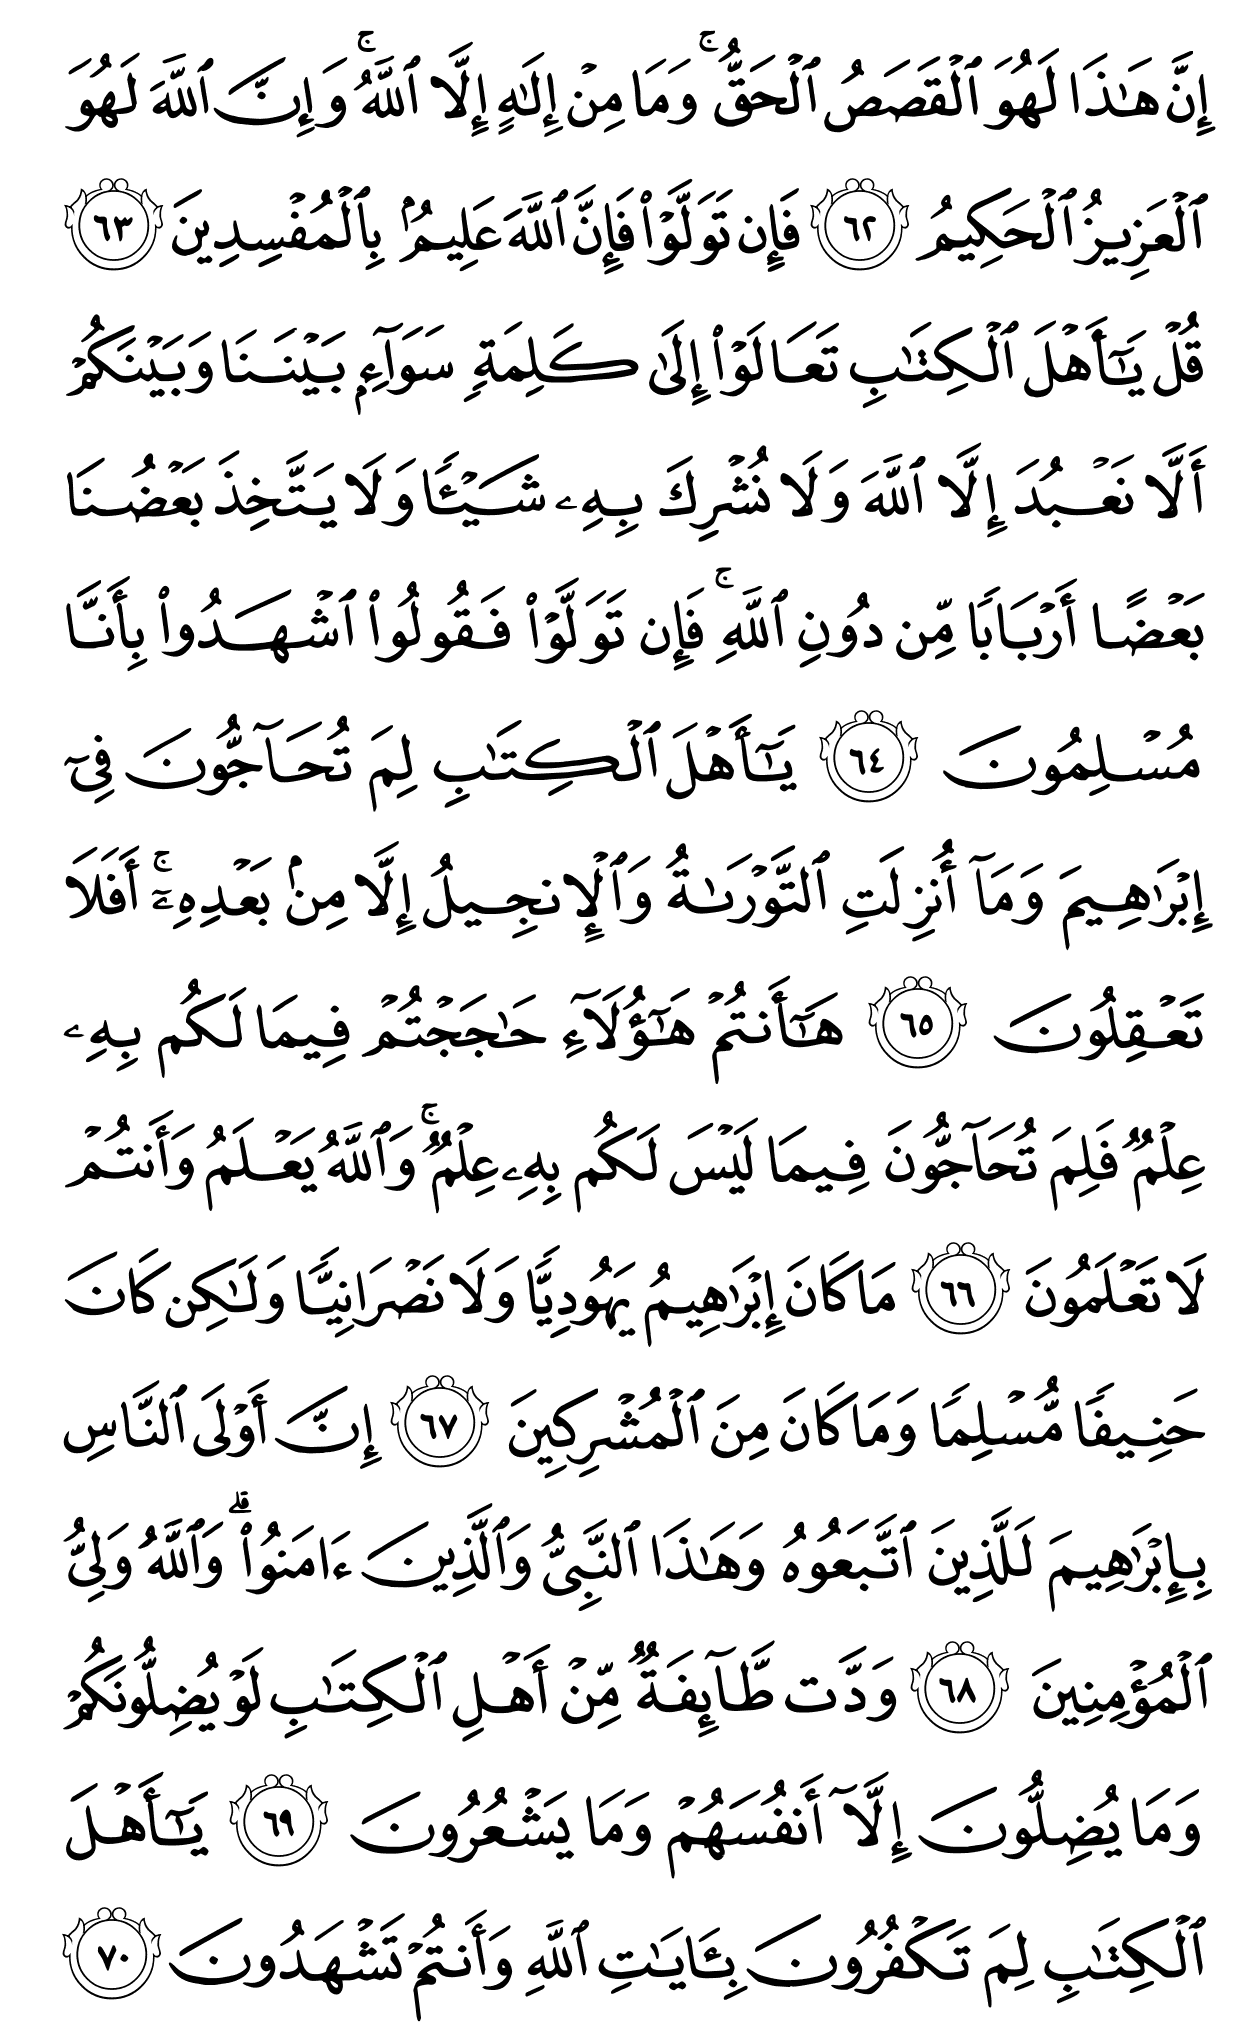 إِنَّ هَـٰذَا لَهُوَ ٱلۡقَصَصُ ٱلۡحَقُّۚ وَمَا مِنۡ إِلَـٰهٍ إِلَّا ٱللَّهُۚ وَإِنَّ ٱللَّهَ لَهُوَ
ٱلۡعَزِيزُ ٱلۡحَكِيمُ ٦٢ فَإِن تَوَلَّوۡاْ فَإِنَّ ٱللَّهَ عَلِيمُۢ بِٱلۡمُفۡسِدِينَ ٦٣
قُلۡ يَـٰٓأَهۡلَ ٱلۡكِتَـٰبِ تَعَالَوۡاْ إِلَىٰ كَلِمَةٖ سَوَآءِۭ بَيۡنَنَا وَبَيۡنَكُمۡ
أَلَّا نَعۡبُدَ إِلَّا ٱللَّهَ وَلَا نُشۡرِكَ بِهِۦ شَيۡـٔٗا وَلَا يَتَّخِذَ بَعۡضُنَا
بَعۡضًا أَرۡبَابٗا مِّن دُونِ ٱللَّهِۚ فَإِن تَوَلَّوۡاْ فَقُولُواْ ٱشۡهَدُواْ بِأَنَّا
مُسۡلِمُونَ ٦٤ يَـٰٓأَهۡلَ ٱلۡكِتَـٰبِ لِمَ تُحَآجُّونَ فِيٓ
إِبۡرَٰهِيمَ وَمَآ أُنزِلَتِ ٱلتَّوۡرَىٰةُ وَٱلۡإِنجِيلُ إِلَّا مِنۢ بَعۡدِهِۦٓۚ أَفَلَا
تَعۡقِلُونَ ٦٥ هَـٰٓأَنتُمۡ هَـٰٓؤُلَآءِ حَـٰجَجۡتُمۡ فِيمَا لَكُم بِهِۦ
عِلۡمٞ فَلِمَ تُحَآجُّونَ فِيمَا لَيۡسَ لَكُم بِهِۦ عِلۡمٞۚ وَٱللَّهُ يَعۡلَمُ وَأَنتُمۡ
لَا تَعۡلَمُونَ ٦٦ مَا كَانَ إِبۡرَٰهِيمُ يَهُودِيّٗا وَلَا نَصۡرَانِيّٗا وَلَـٰكِن كَانَ
حَنِيفٗا مُّسۡلِمٗا وَمَا كَانَ مِنَ ٱلۡمُشۡرِكِينَ ٦٧ إِنَّ أَوۡلَى ٱلنَّاسِ
بِإِبۡرَٰهِيمَ لَلَّذِينَ ٱتَّبَعُوهُ وَهَـٰذَا ٱلنَّبِيُّ وَٱلَّذِينَ ءَامَنُواْۗ وَٱللَّهُ وَلِيُّ
ٱلۡمُؤۡمِنِينَ ٦٨ وَدَّت طَّآئِفَةٞ مِّنۡ أَهۡلِ ٱلۡكِتَـٰبِ لَوۡ يُضِلُّونَكُمۡ
وَمَا يُضِلُّونَ إِلَّآ أَنفُسَهُمۡ وَمَا يَشۡعُرُونَ ٦٩ يَـٰٓأَهۡلَ
ٱلۡكِتَـٰبِ لِمَ تَكۡفُرُونَ بِـَٔايَـٰتِ ٱللَّهِ وَأَنتُمۡ تَشۡهَدُونَ ٧٠